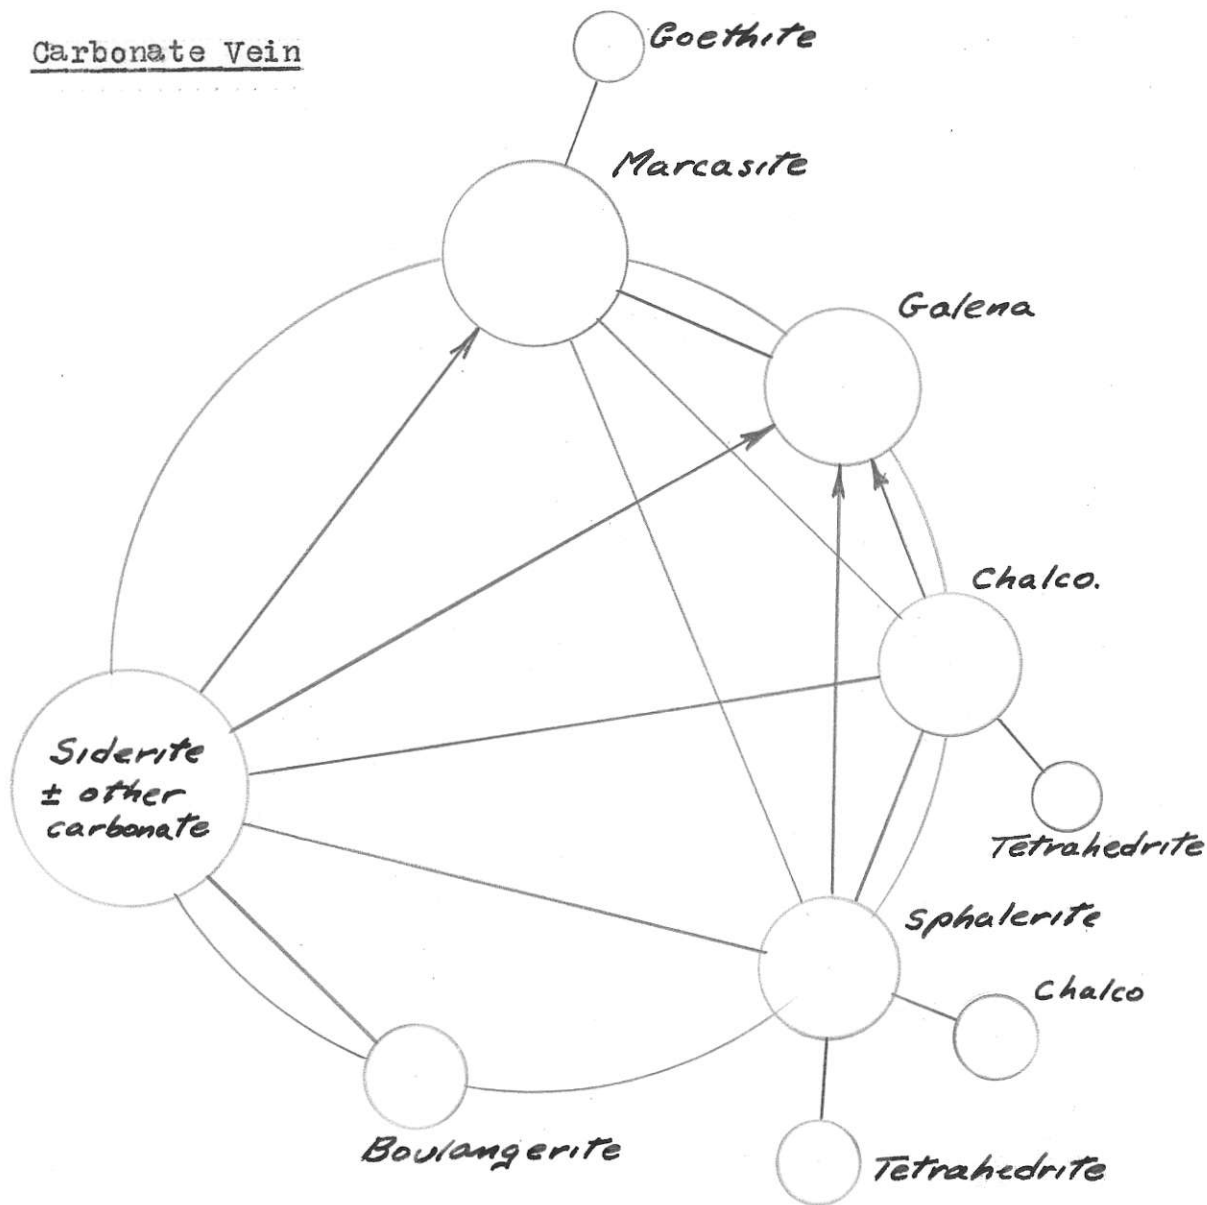 Carbonate Vein
Goethite
Marcasite
Galena
Chalco.
Siderite
± other
carbonate
Tetrahedrite
Sphalerite
Chalco
Boulangerite
Tetrahedrite